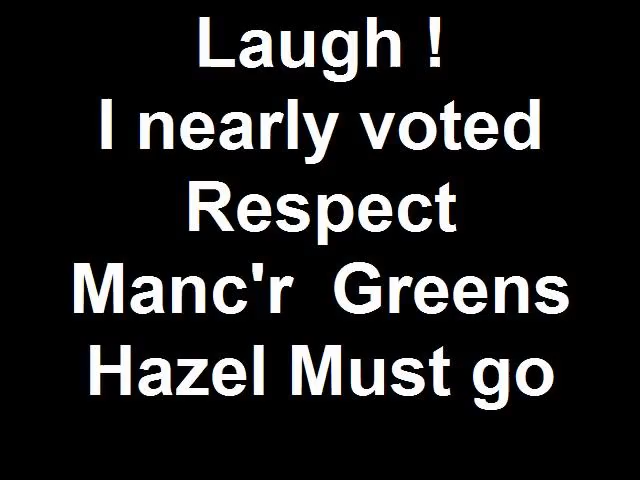 Laugh !
I nearly voted
Respect
Manc'r  Greens
Hazel Must go